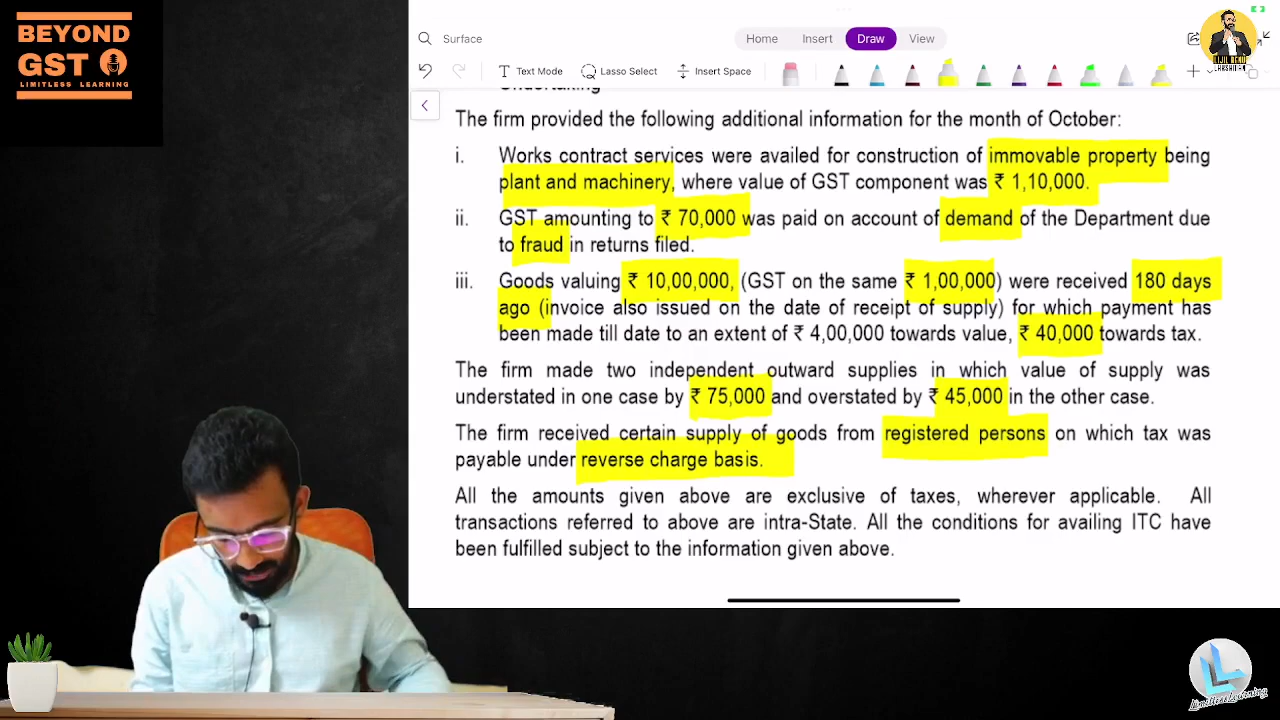 BEYOND
GST
LIMITLESS LEARNING
Surface
Home Insert Draw View
Text Mode Lasso Select Insert Space
Undertaking
The firm provided the following additional information for the month of October:
i. Works contract services were availed for construction of immovable property being
plant and machinery, where value of GST component was ₹ 1,10,000.
ii. GST amounting to ₹ 70,000 was paid on account of demand of the Department due
to fraud in returns filed.
iii. Goods valuing ₹ 10,00,000, (GST on the same ₹ 1,00,000) were received 180 days
ago (invoice also issued on the date of receipt of supply) for which payment has
been made till date to an extent of ₹ 4,00,000 towards value, ₹ 40,000 towards tax.
The firm made two independent outward supplies in which value of supply was
understated in one case by ₹ 75,000 and overstated by ₹ 45,000 in the other case.
The firm received certain supply of goods from registered persons on which tax was
payable under reverse charge basis.
All the amounts given above are exclusive of taxes, wherever applicable. All
transactions referred to above are intra-State. All the conditions for availing ITC have
been fulfilled subject to the information given above.
Limitless Learning